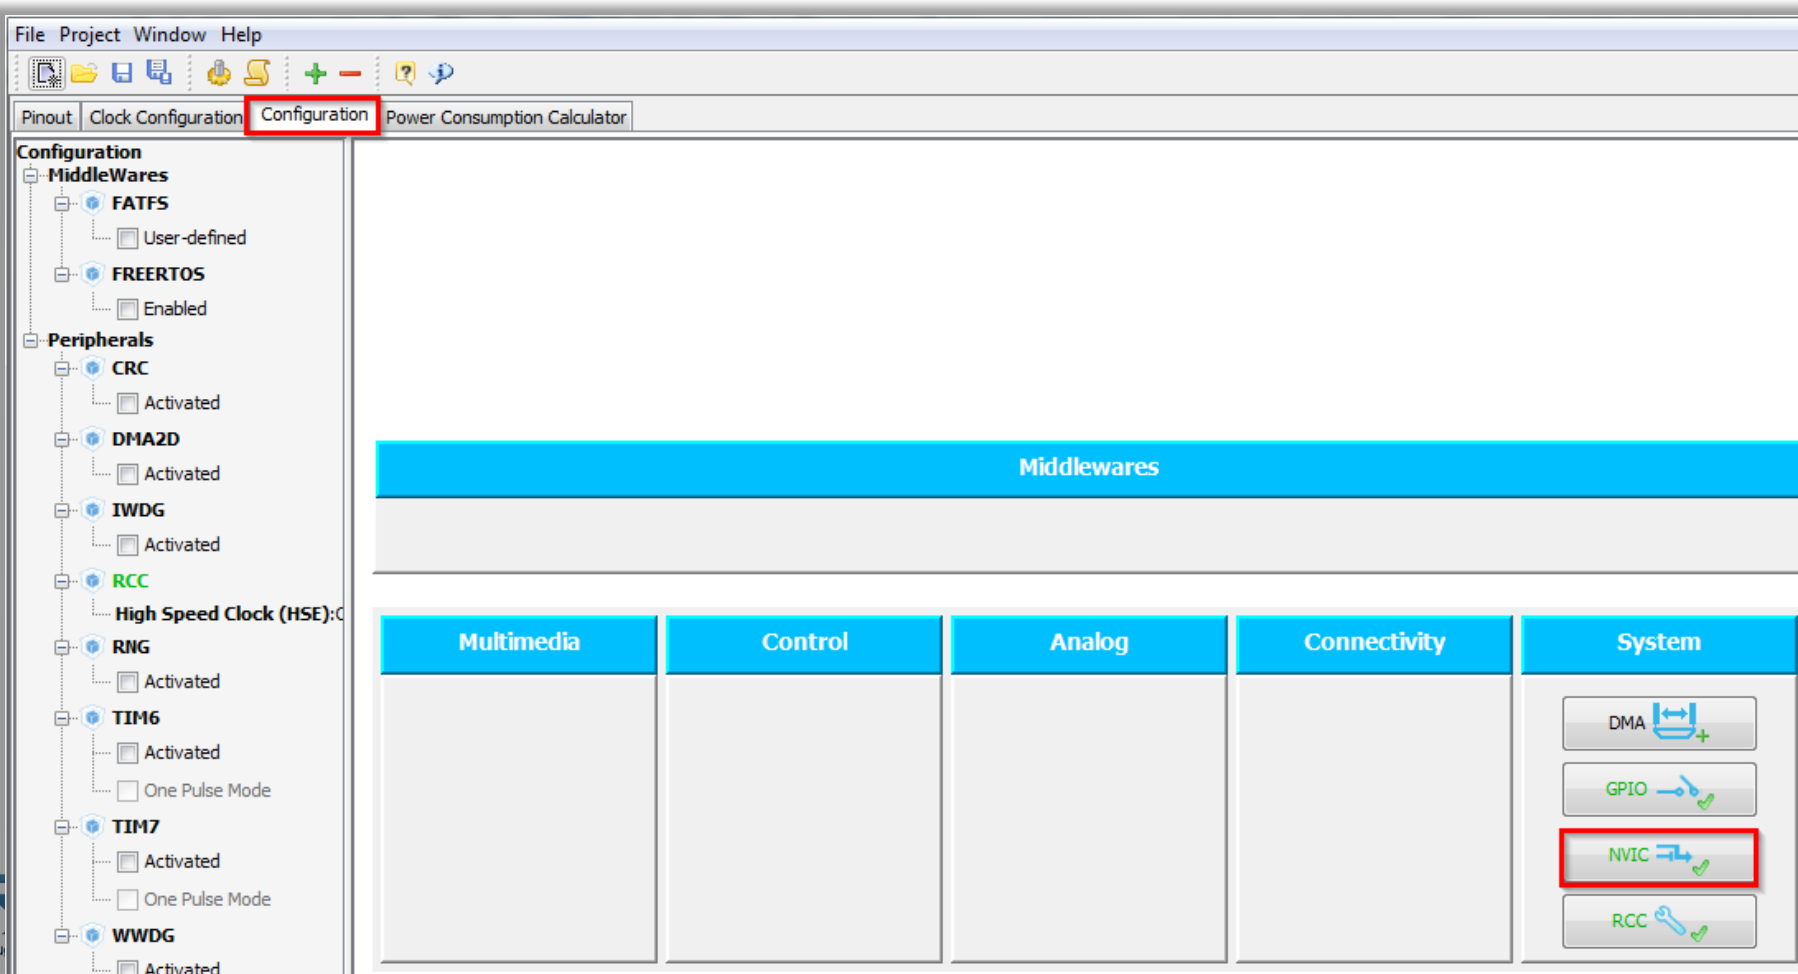 File Project Window Help
Pinout Clock Configuration Configuration Power Consumption Calculator
Configuration
MiddleWares
FATFS
User-defined
FREERTOS
Enabled
Peripherals
CRC
Activated
DMA2D
Activated
IWDG
Activated
RCC
High Speed Clock (HSE):
RNG
Activated
TIM6
Activated
One Pulse Mode
TIM7
Activated
One Pulse Mode
WWDG
Activated
Middlewares
Multimedia Control Analog Connectivity System
DMA
GPIO
NVIC
RCC